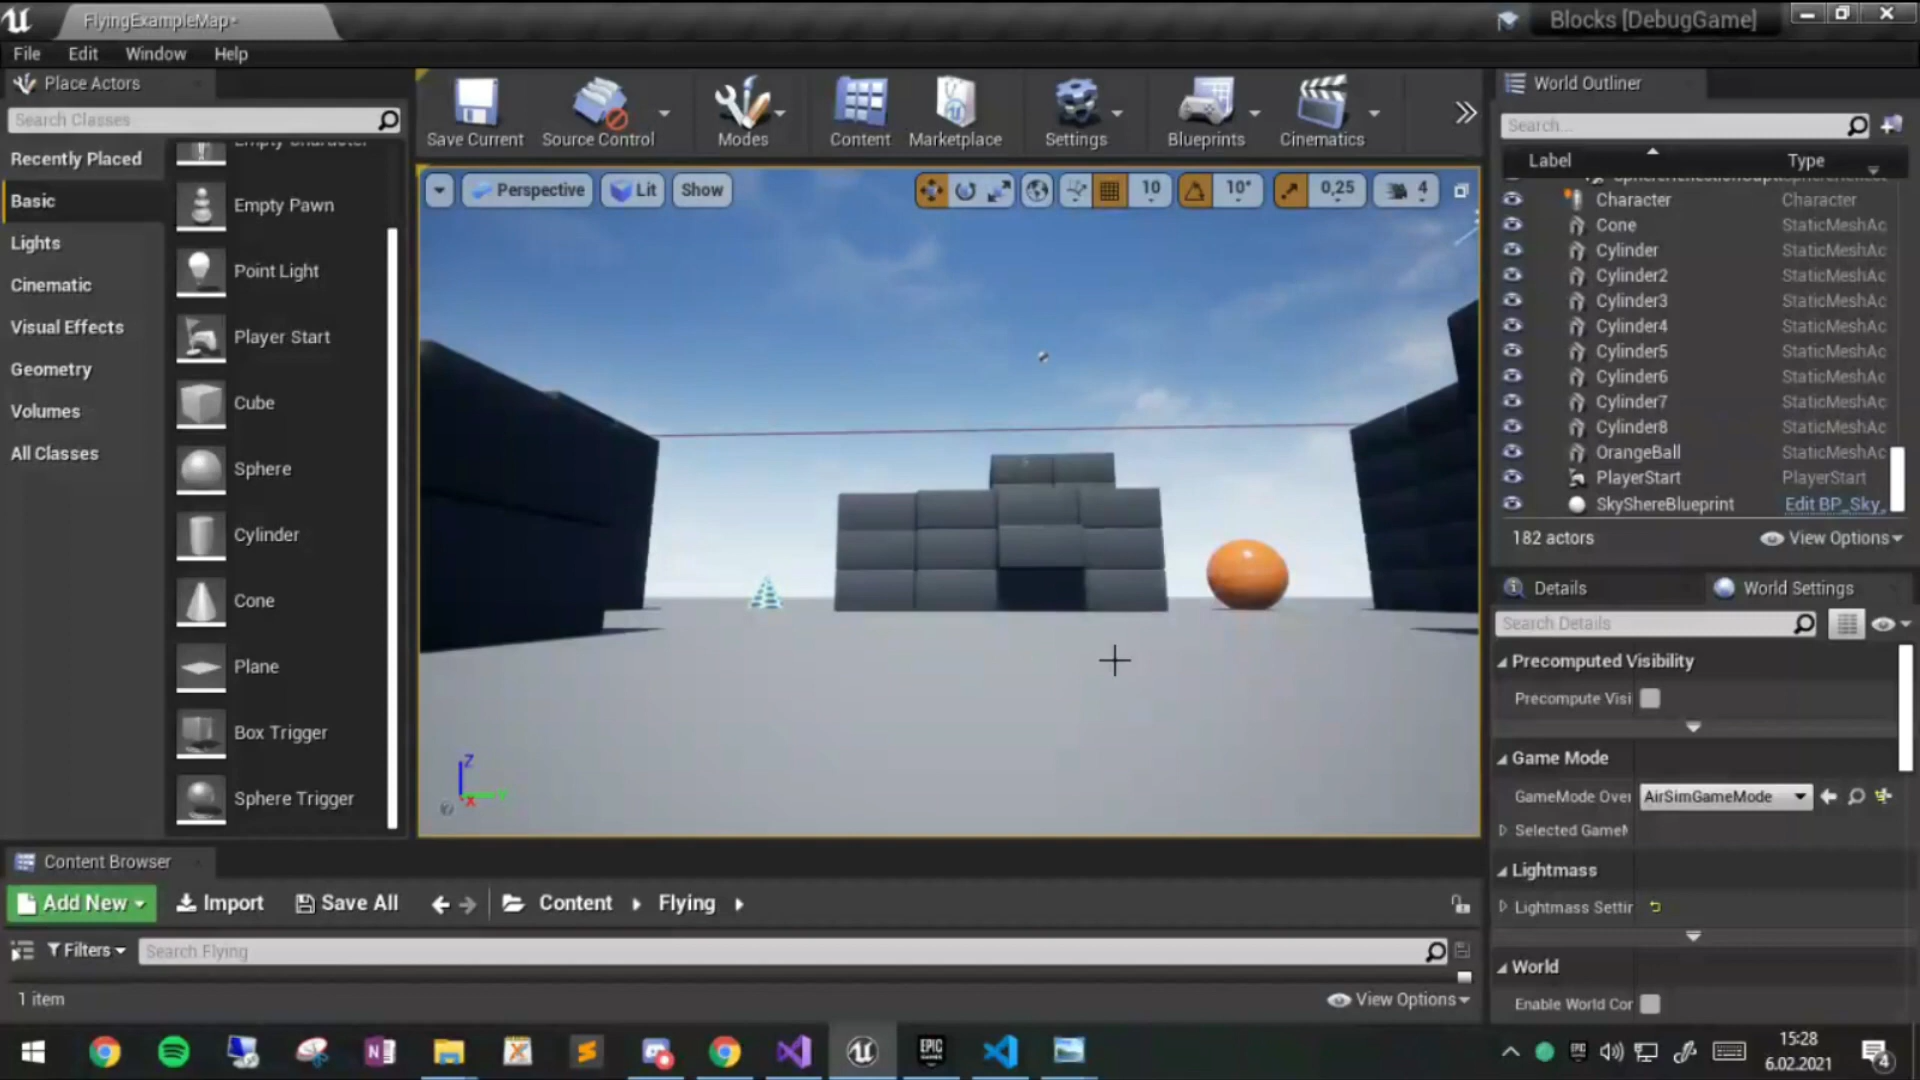 FlyingExampleMap*
Blocks [DebugGame]
File Edit Window Help
Place Actors
Search Classes
Recently Placed
Basic
Lights
Cinematic
Visual Effects
Geometry
Volumes
All Classes
Empty Character
Empty Pawn
Point Light
Player Start
Cube
Sphere
Cylinder
Cone
Plane
Box Trigger
Sphere Trigger
Save Current
Source Control
Modes
Content
Marketplace
Settings
Blueprints
Cinematics
Perspective
Lit
Show
10
10°
0,25
4
Z
X
World Outliner
Search...
Label Type
Character Character
Cone StaticMeshAc
Cylinder StaticMeshAc
Cylinder2 StaticMeshAc
Cylinder3 StaticMeshAc
Cylinder4 StaticMeshAc
Cylinder5 StaticMeshAc
Cylinder6 StaticMeshAc
Cylinder7 StaticMeshAc
Cylinder8 StaticMeshAc
OrangeBall StaticMeshAc
PlayerStart PlayerStart
SkyShereBlueprint Edit BP_Sky_
182 actors
View Options
Details
World Settings
Search Details
Precomputed Visibility
Precompute Visi
Game Mode
GameMode Over AirSimGameMode
Selected GameM
Lightmass
Lightmass Settir
World
Enable World Cor
Content Browser
Add New
Import
Save All
Content
Flying
Filters
Search Flying
1 item
View Options
N
X
S
EPIC
GAMES
EPIC
15:28
6.02.2021
4